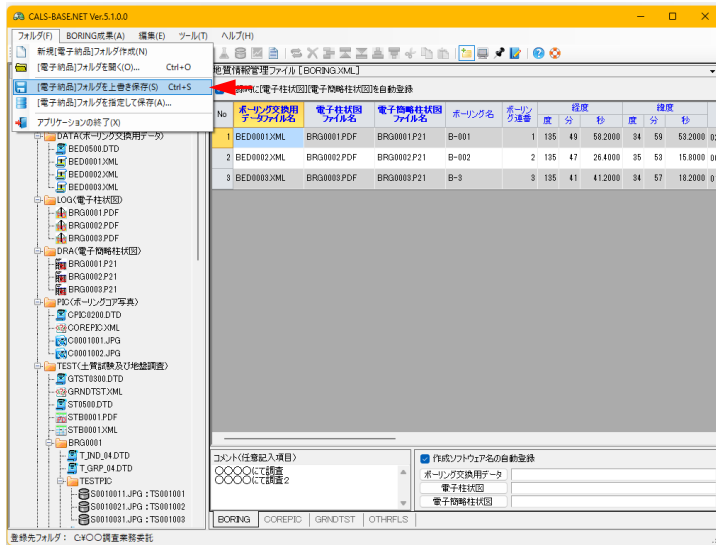 CALS-BASE.NET Ver.5.1.0.0
フォルダ(F) BORING成果(A) 編集(E) ツール(T) ヘルプ(H)
新規[電子納品]フォルダ作成(N)
[電子納品]フォルダを開く(O)... Ctrl+O
[電子納品]フォルダを上書き保存(S) Ctrl+S
[電子納品]フォルダを指定して保存(A)...
アプリケーションの終了(X)
DATA(ボーリング交換用データ)
BED0500.DTD
BED0001.XML
BED0002.XML
BED0003.XML
LOG(電子柱状図)
BRG0001.PDF
BRG0002.PDF
BRG0003.PDF
DRA(電子簡略柱状図)
BRG0001.P21
BRG0002.P21
BRG0003.P21
PIC(ボーリングコア写真)
CPIC0200.DTD
COREPIC.XML
C0001001.JPG
C0001002.JPG
TEST(土質試験及び地盤調査)
GTST0300.DTD
GRNDTST.XML
ST0500.DTD
STB0001.PDF
STB0001.XML
BRG0001
T_IND_04.DTD
T_GRP_04.DTD
TESTPIC
S0010011.JPG : TS001001
S0010021.JPG : TS001002
S0010031.JPG : TS001003
地質情報管理ファイル [BORING.XML]
時に[電子柱状図][電子簡略柱状図]を自動登録
No ボーリング交換用データファイル名 電子柱状図ファイル名 電子簡略柱状図ファイル名 ボーリング名 ボーリング連番 経度 緯度
度 分 秒 度 分 秒
1 BED0001.XML BRG0001.PDF BRG0001.P21 B-001 1 135 49 58.2000 34 59 53.2000
2 BED0002.XML BRG0002.PDF BRG0002.P21 B-002 2 135 47 26.4000 35 53 15.8000
3 BED0003.XML BRG0003.PDF BRG0003.P21 B-3 3 135 41 41.2000 34 57 18.2000
コメント(任意記入項目)
〇〇〇〇にて調査
〇〇〇〇にて調査2
作成ソフトウェア名の自動登録
ボーリング交換用データ
電子柱状図
電子簡略柱状図
BORING COREPIC GRNDTST OTHRFLS
登録先フォルダ: C:¥〇〇調査業務委託